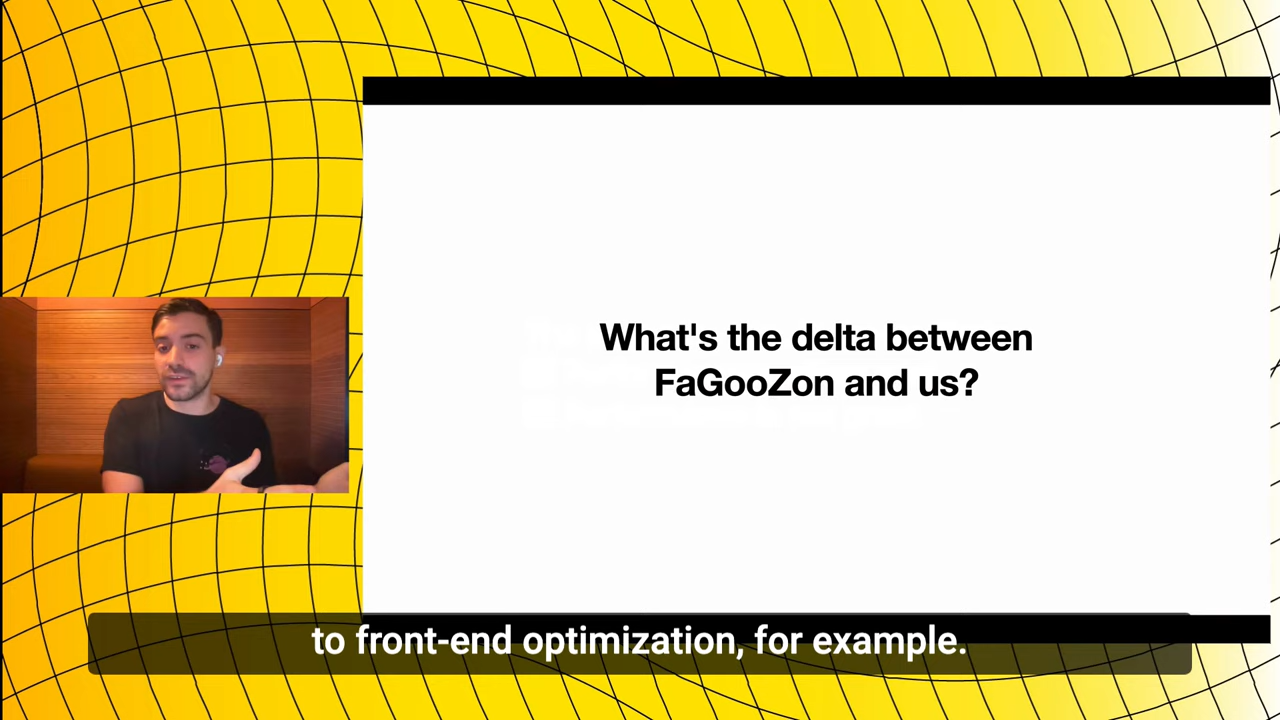 What's the delta between
FaGooZon and us?
to front-end optimization, for example.